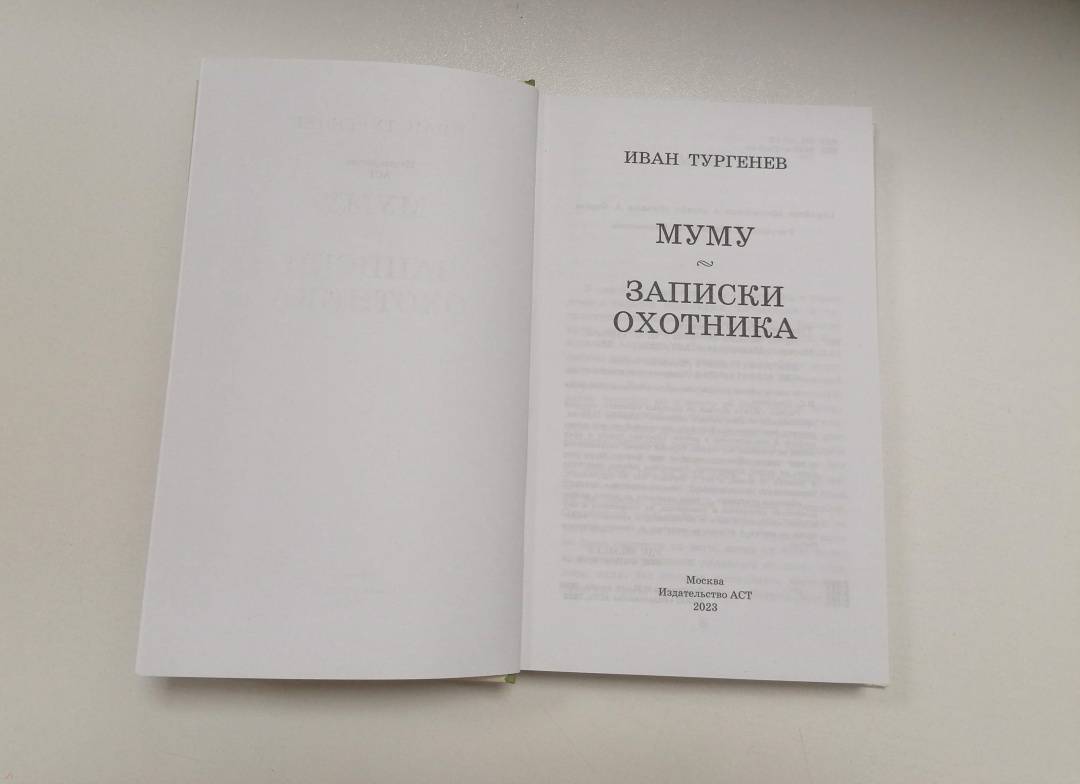 ИВАН ТУРГЕНЕВ
МУМУ
ЗАПИСКИ
ОХОТНИКА
Москва
Издательство АСТ
2023